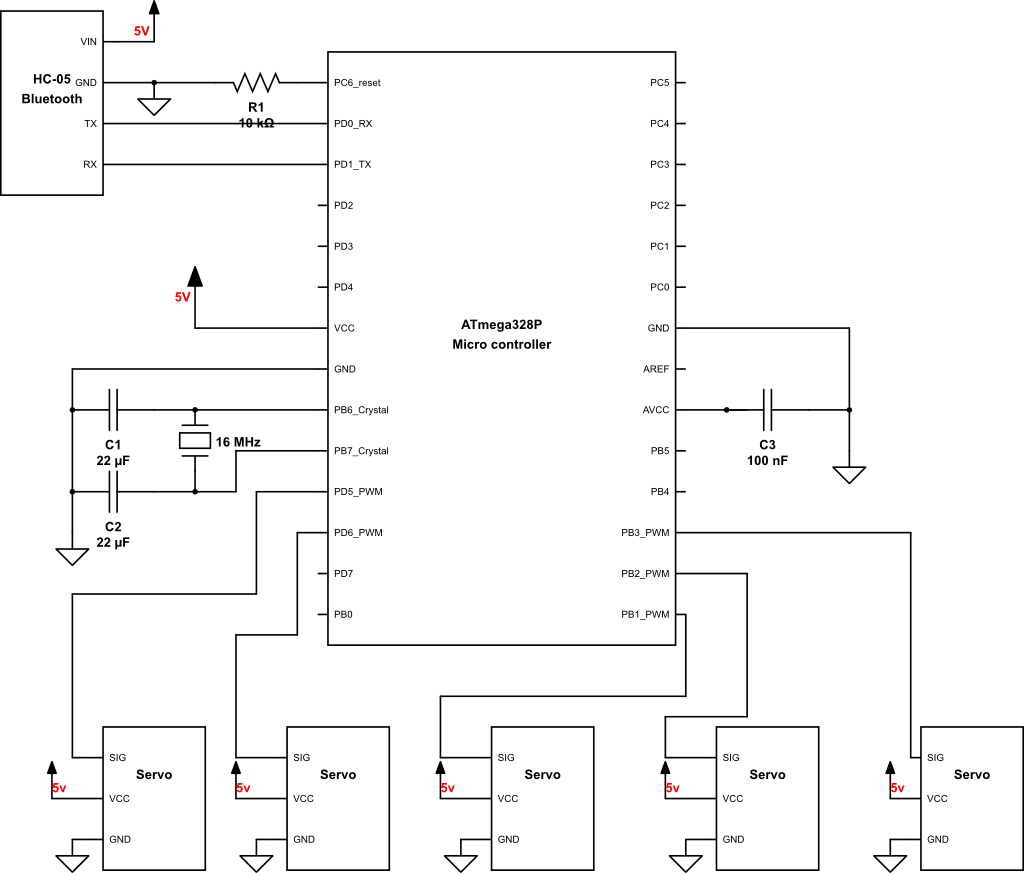 5V
VIN
HC-05
Bluetooth
GND
TX
RX
R1
10 kΩ
PC6_reset
PD0_RX
PD1_TX
PD2
PD3
PD4
VCC
GND
PB6_Crystal
PB7_Crystal
PD5_PWM
PD6_PWM
PD7
PB0
ATmega328P
Micro controller
PC5
PC4
PC3
PC2
PC1
PC0
GND
AREF
AVCC
PB5
PB4
PB3_PWM
PB2_PWM
PB1_PWM
5V
C1
22 µF
16 MHz
C2
22 µF
C3
100 nF
SIG
Servo
5v
VCC
GND
SIG
Servo
5v
VCC
GND
SIG
Servo
5v
VCC
GND
SIG
Servo
5v
VCC
GND
SIG
Servo
5v
VCC
GND